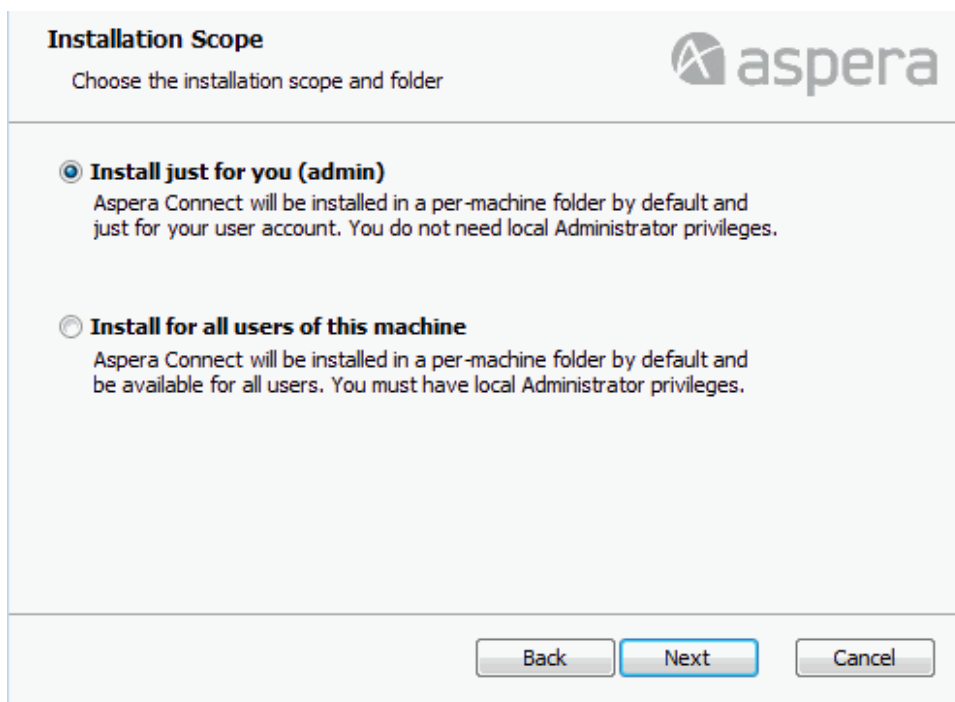 Installation Scope
Choose the installation scope and folder
aspera
Install just for you (admin)
Aspera Connect will be installed in a per-machine folder by default and
just for your user account. You do not need local Administrator privileges.
Install for all users of this machine
Aspera Connect will be installed in a per-machine folder by default and
be available for all users. You must have local Administrator privileges.
Back Next Cancel